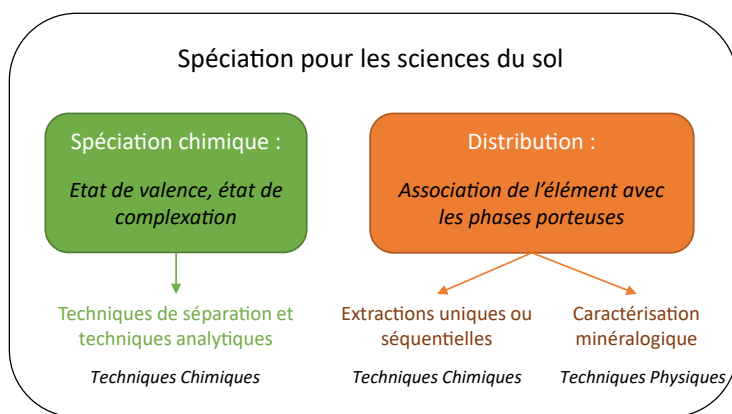 Spéciation pour les sciences du sol
Spéciation chimique :
Etat de valence, état de
complexation
Distribution :
Association de l'élément avec
les phases porteuses
Techniques de séparation et
techniques analytiques
Techniques Chimiques
Extractions uniques ou
séquentielles
Techniques Chimiques
Caractérisation
minéralogique
Techniques Physiques